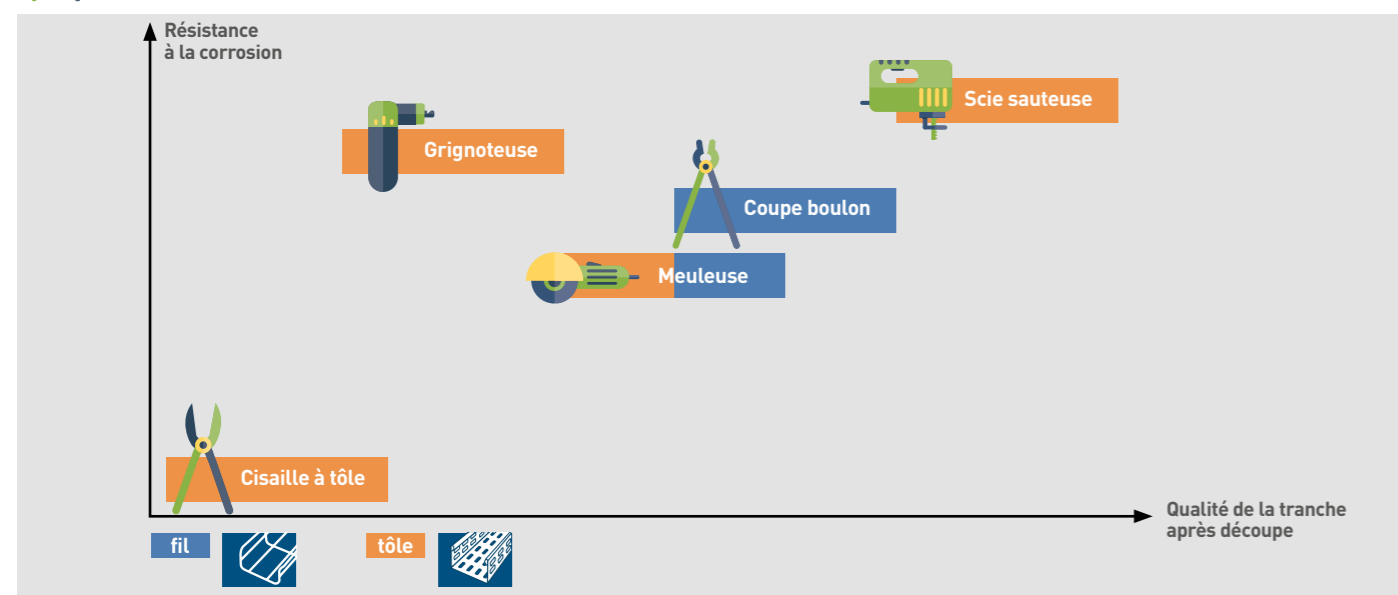 Résistance
à la corrosion
Scie sauteuse
Grignoteuse
Coupe boulon
Meuleuse
Cisaille à tôle
Qualité de la tranche
après découpe
fil
tôle